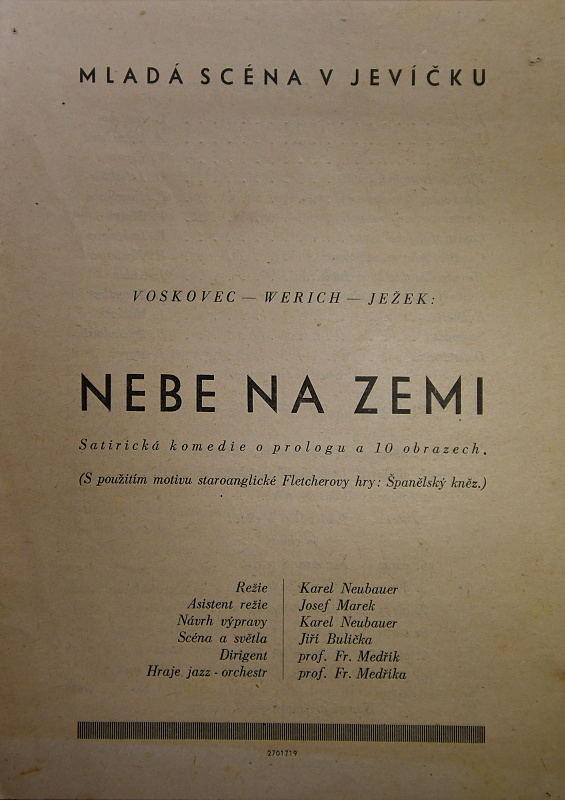 MLADÁ SCÉNA V JEVÍČKU
VOSKOVEC — WERICH — JEŽEK:
NEBE NA ZEMI
Satirická komedie o prologu a 10 obrazech.
(S použitím motivu staroanglické Fletcherovy hry: Španělský kněz.)
Režie Karel Neubauer
Asistent režie Josef Marek
Návrh výpravy Karel Neubauer
Scéna a světla Jiří Bulička
Dirigent prof. Fr. Medřik
Hraje jazz-orchestr prof. Fr. Medřika
2701719